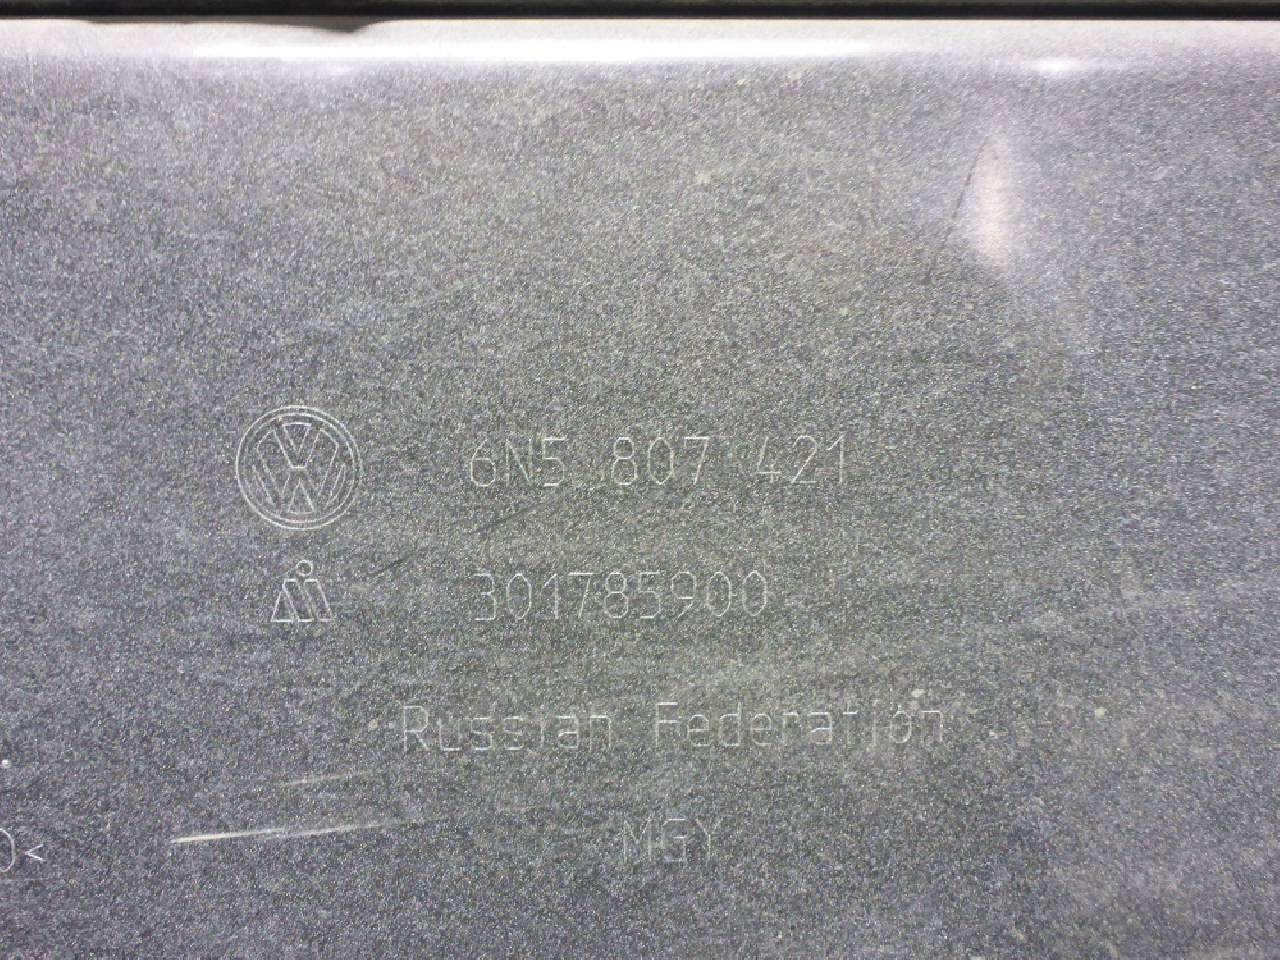 6N5 807 421
301785900
Russian Federation
MGY